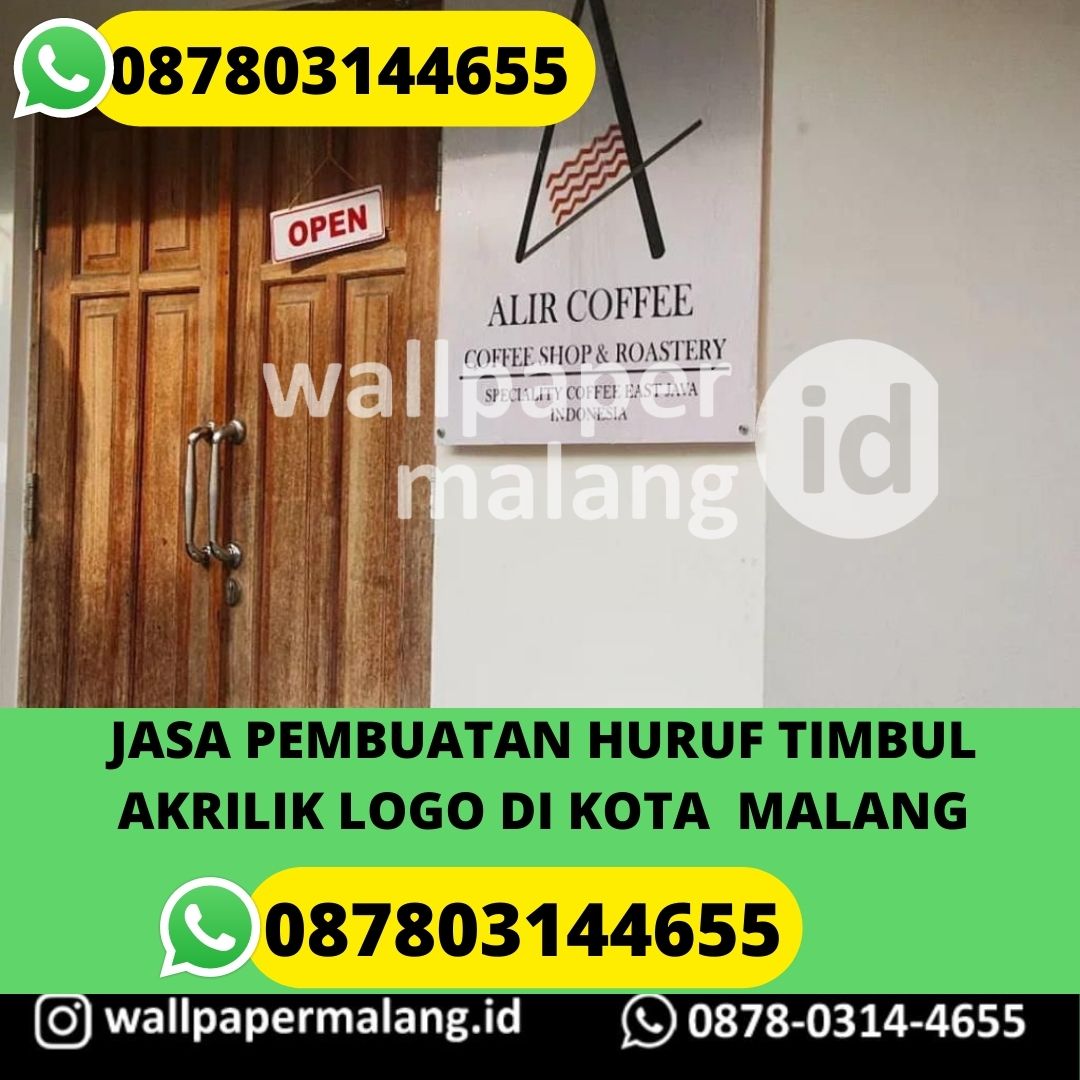 087803144655
OPEN
ALIR COFFEE
COFFEE SHOP & ROASTERY
SPECIALITY COFFEE EAST JAVA
INDONESIA
wallpaper
malang
id
JASA PEMBUATAN HURUF TIMBUL
AKRILIK LOGO DI KOTA MALANG
087803144655
wallpapermalang.id 0878-0314-4655